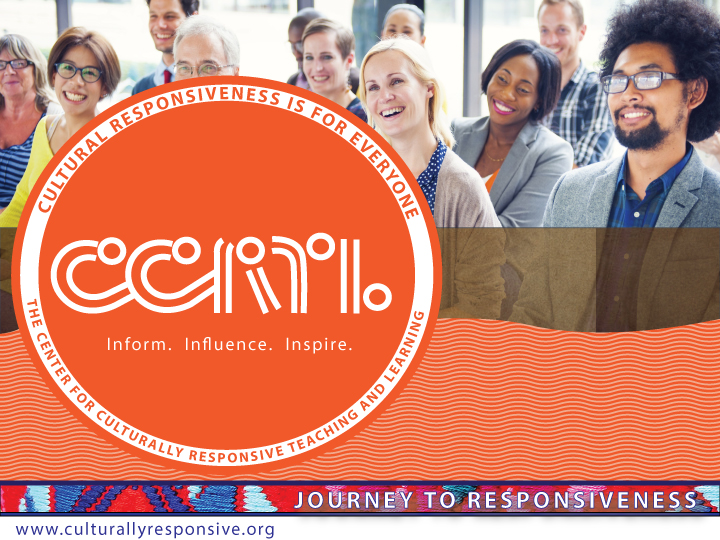 CULTURAL RESPONSIVENESS IS FOR EVERYONE
CCRTL
Inform. Influence. Inspire.
THE CENTER FOR CULTURALLY RESPONSIVE TEACHING AND LEARNING
JOURNEY TO RESPONSIVENESS
www.culturallyresponsive.org